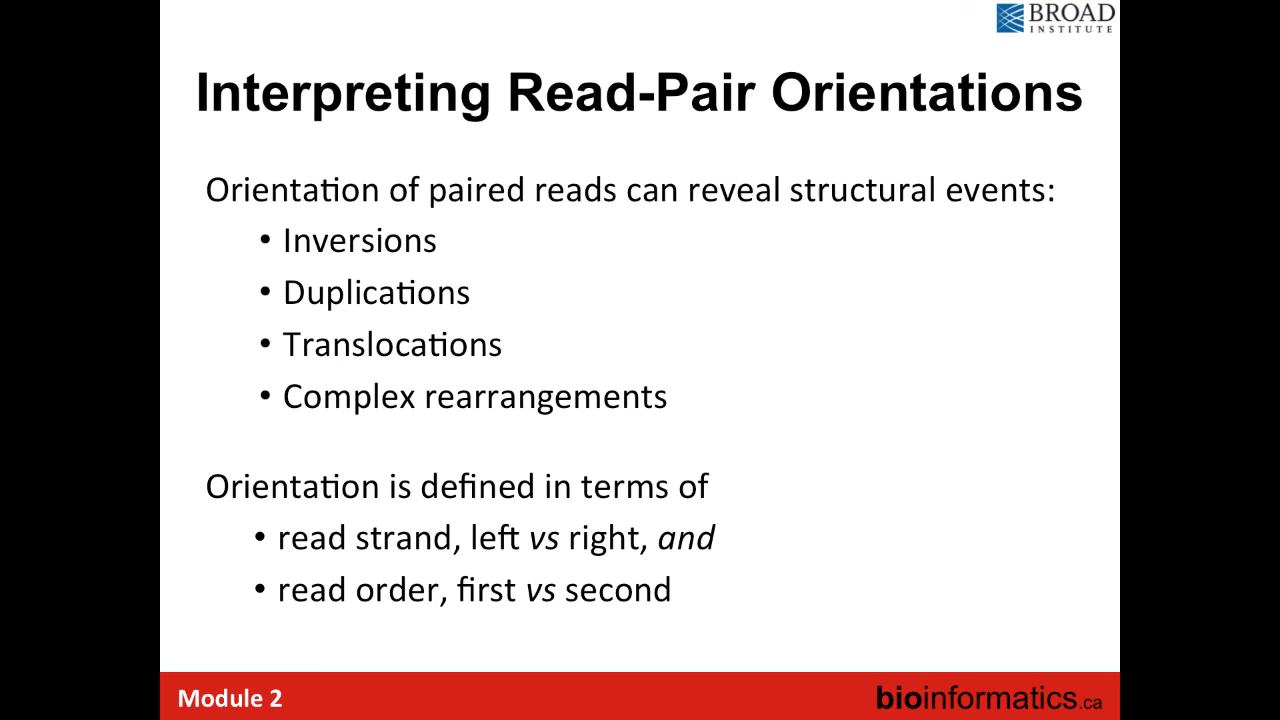 BROAD
INSTITUTE
Interpreting Read-Pair Orientations
Orientation of paired reads can reveal structural events:
• Inversions
• Duplications
• Translocations
• Complex rearrangements
Orientation is defined in terms of
• read strand, left vs right, and
• read order, first vs second
Module 2
bioinformatics.ca